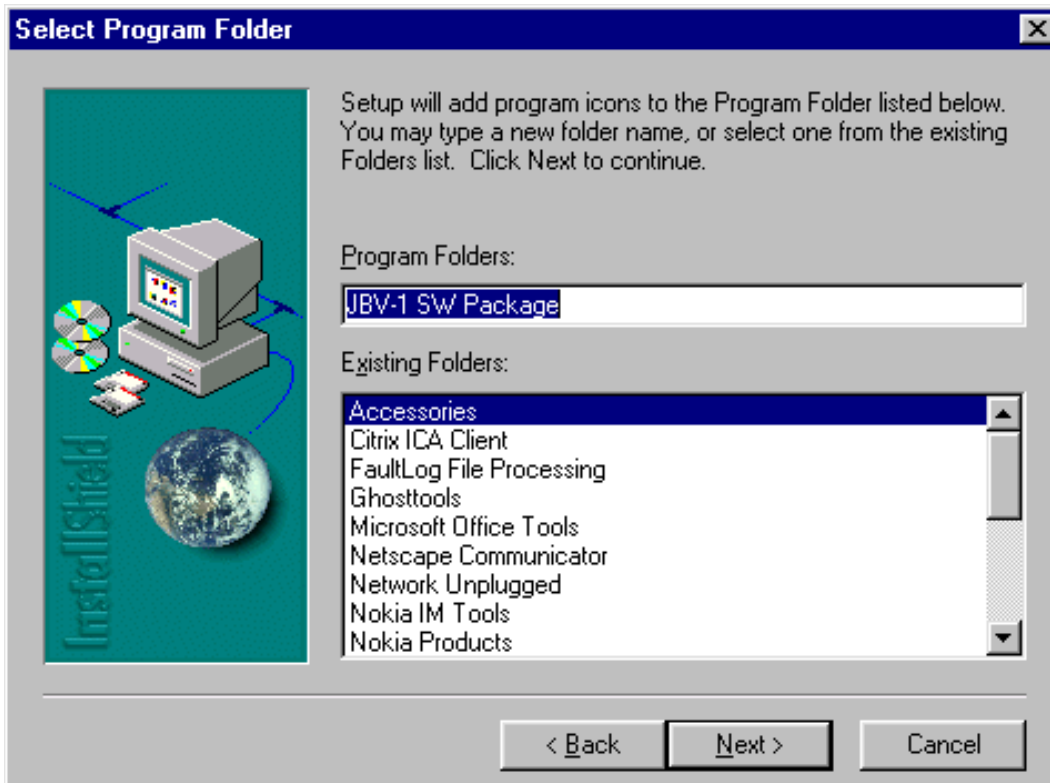 Select Program Folder
Setup will add program icons to the Program Folder listed below.
You may type a new folder name, or select one from the existing
Folders list.  Click Next to continue.
Program Folders:
JBV-1 SW Package
Existing Folders:
Accessories
Citrix ICA Client
FaultLog File Processing
Ghosttools
Microsoft Office Tools
Netscape Communicator
Network Unplugged
Nokia IM Tools
Nokia Products
InstallShield
< Back
Next >
Cancel